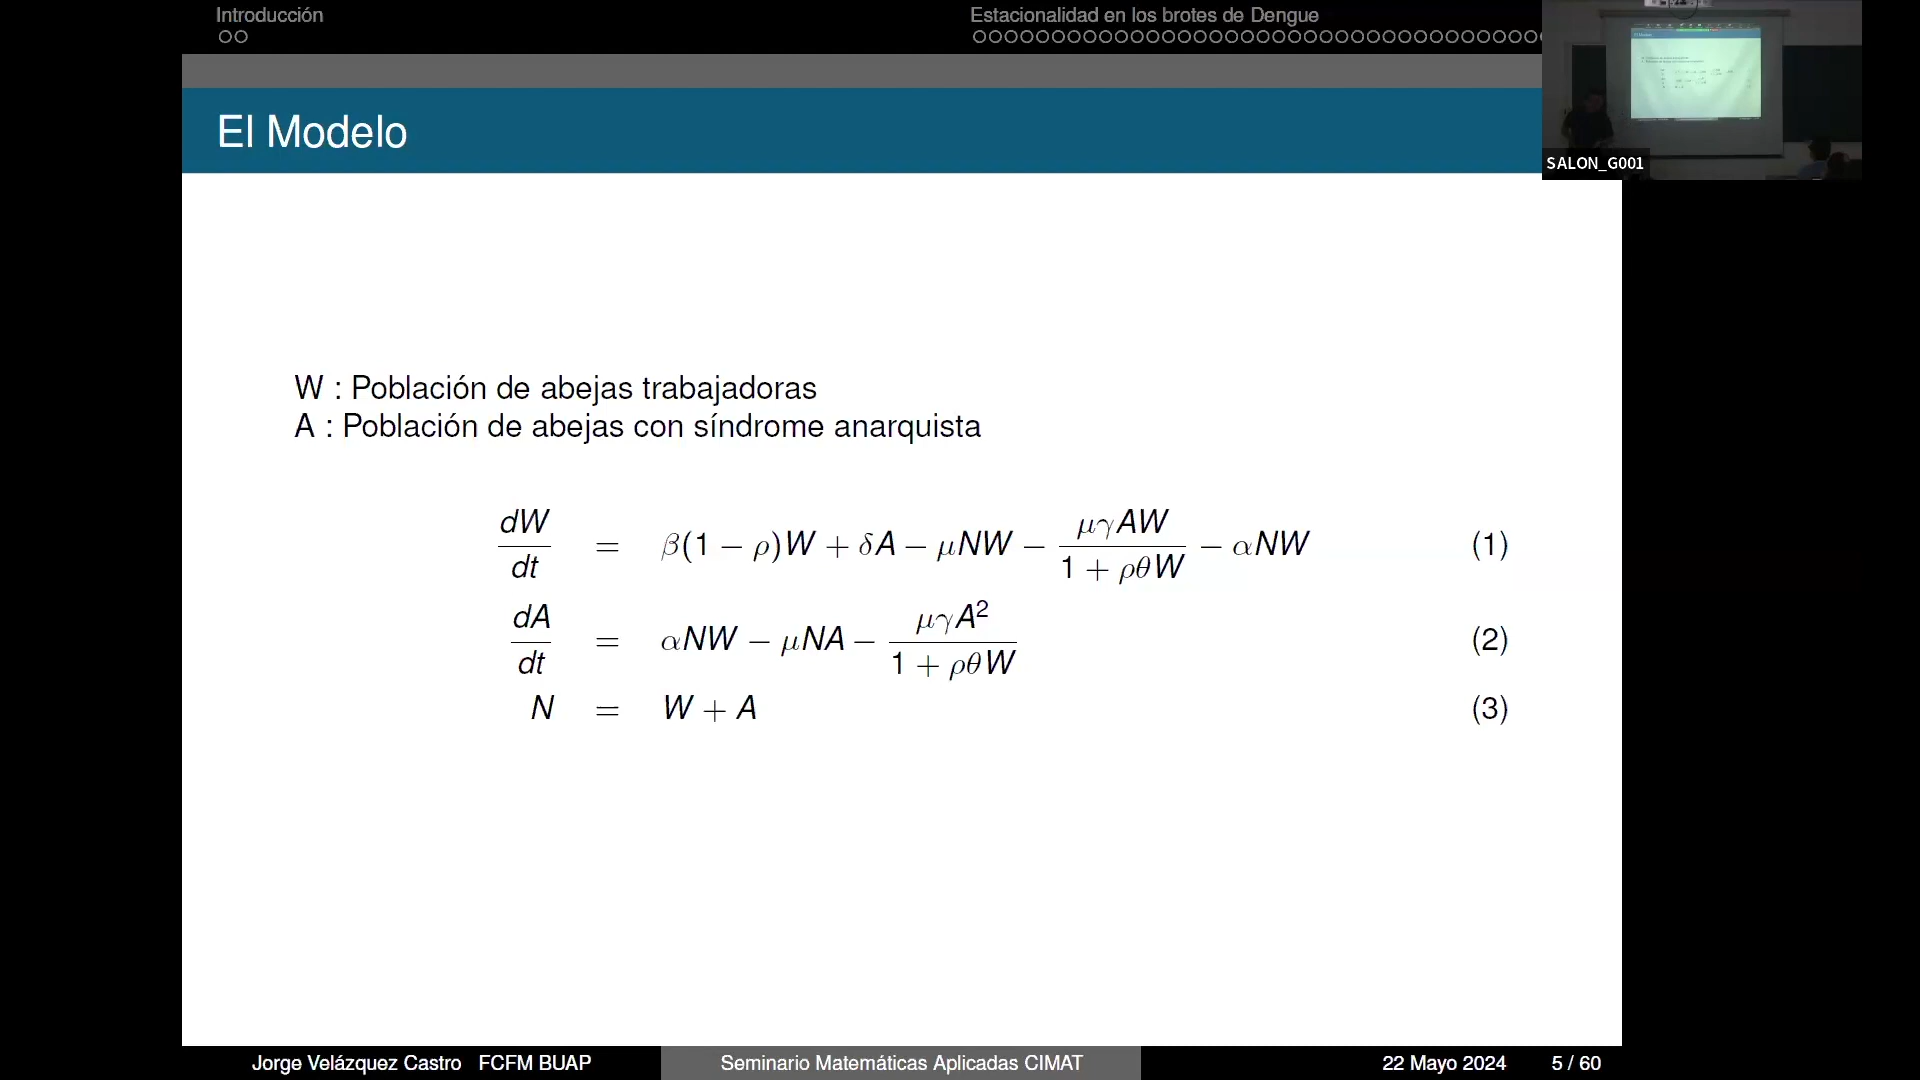 Introducción
Estacionalidad en los brotes de Dengue
El Modelo
SALON_G001
W : Población de abejas trabajadoras
A : Población de abejas con síndrome anarquista
dW/dt = β(1 − ρ)W + δA − μNW − μγAW/(1 + ρθW) − αNW (1)
dA/dt = αNW − μNA − μγA²/(1 + ρθW) (2)
N = W + A (3)
Jorge Velázquez Castro FCFM BUAP Seminario Matemáticas Aplicadas CIMAT 22 Mayo 2024 5 / 60